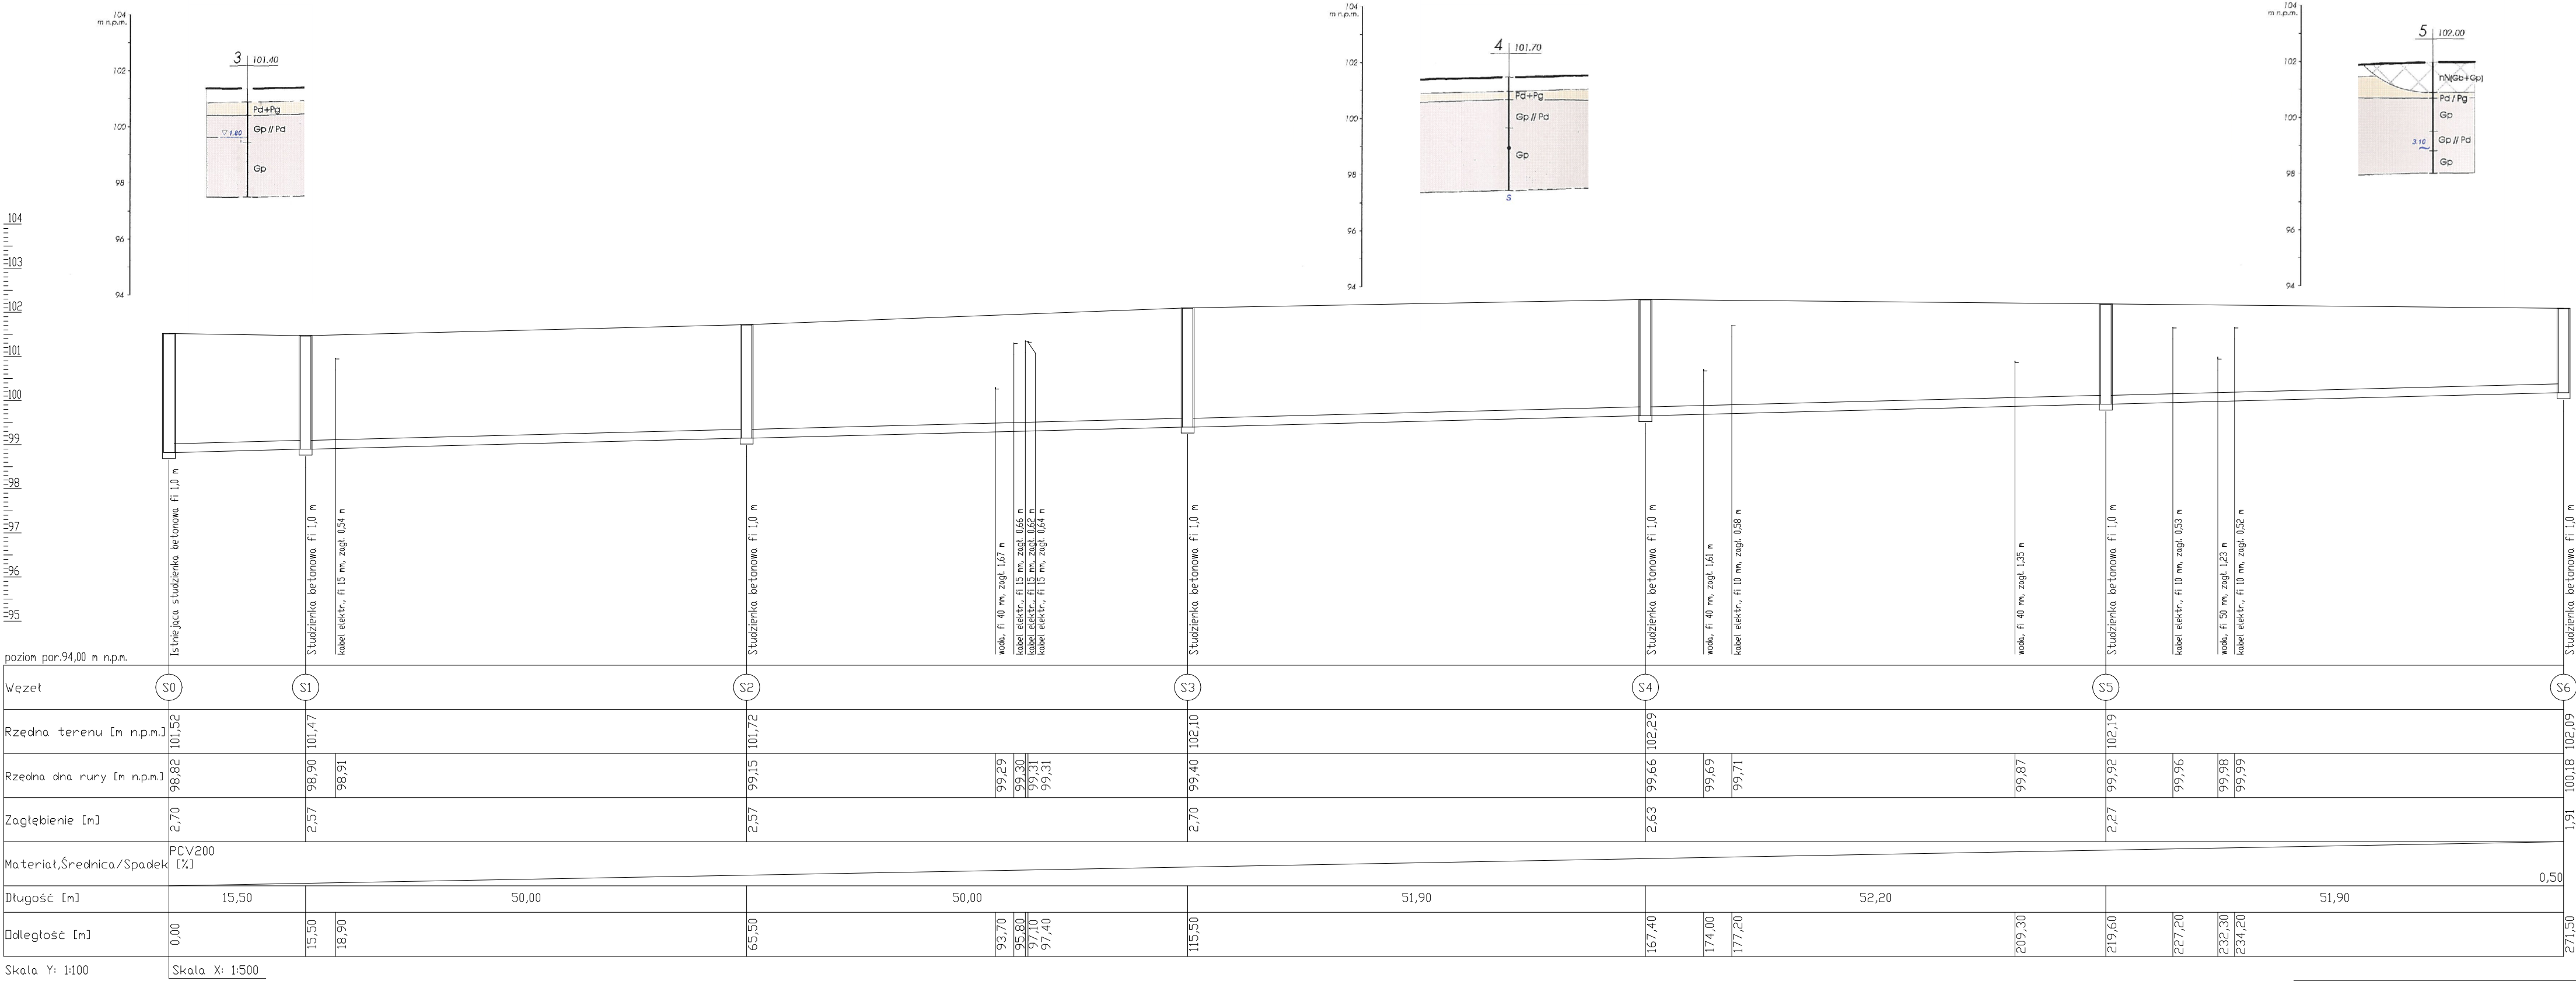 104
m n.p.m.
102
100
98
96
94
3 101.40
Pd+Pg
Gp // Pd
▽ 1.80
Gp
104
m n.p.m.
102
100
98
96
94
4 101.70
Pd+Pg
Gp // Pd
Gp
S
104
m n.p.m.
102
100
98
96
94
5 102.00
nN(Gb+Gp)
Pd / Pg
Gp
Gp // Pd
3.10
Gp
104
103
102
101
100
99
98
97
96
95
poziom por.94,00 m n.p.m.
Istniejąca studzienka betonowa fi 1,0 m
Studzienka betonowa fi 1,0 m
kabel elektr., fi 15 mm, zagł. 0,54 m
Studzienka betonowa fi 1,0 m
woda, fi 40 mm, zagł. 1,67 m
kabel elektr., fi 15 mm, zagł. 0,66 m
kabel elektr., fi 15 mm, zagł. 0,62 m
kabel elektr., fi 15 mm, zagł. 0,64 m
Studzienka betonowa fi 1,0 m
Studzienka betonowa fi 1,0 m
woda, fi 40 mm, zagł. 1,61 m
kabel elektr., fi 10 mm, zagł. 0,58 m
woda, fi 40 mm, zagł. 1,35 m
Studzienka betonowa fi 1,0 m
kabel elektr., fi 10 mm, zagł. 0,53 m
woda, fi 50 mm, zagł. 1,23 m
kabel elektr., fi 10 mm, zagł. 0,52 m
Studzienka betonowa fi 1,0 m
Węzeł S0 S1 S2 S3 S4 S5 S6
Rzędna terenu [m n.p.m.] 101,52 101,47 101,72 102,10 102,29 102,19 102,09
Rzędna dna rury [m n.p.m.] 98,82 98,90 98,91 99,15 99,29 99,30 99,31 99,31 99,40 99,66 99,69 99,71 99,87 99,92 99,96 99,98 99,99 100,18
Zagłębienie [m] 2,70 2,57 2,57 2,70 2,63 2,27 1,91
PCV200
Materiał,Średnica/Spadek [%]
0,50
Długość [m] 15,50 50,00 50,00 51,90 52,20 51,90
Odległość [m] 0,00 15,50 18,90 65,50 93,70 95,80 97,10 97,40 115,50 167,40 174,00 177,20 209,30 219,60 227,20 232,30 234,20 271,50
Skala Y: 1:100 Skala X: 1:500